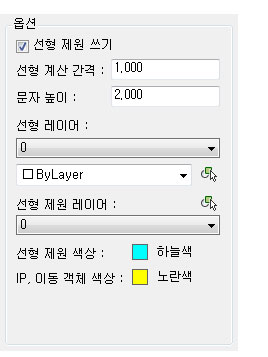 옵션
선형 제원 쓰기
선형 계산 간격 : 1,000
문자 높이 : 2,000
선형 레이어 :
0
ByLayer
선형 제원 레이어 :
0
선형 제원 색상 : 하늘색
IP, 이동 객체 색상 : 노란색